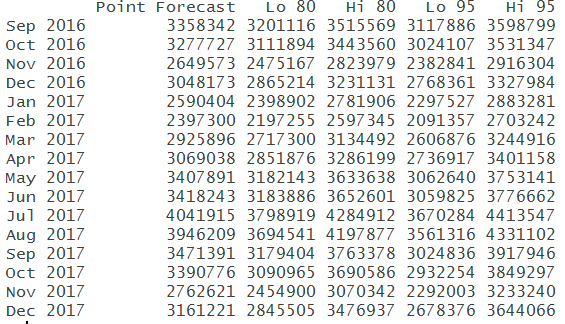 Point Forecast Lo 80 Hi 80 Lo 95 Hi 95
Sep 2016 3358342 3201116 3515569 3117886 3598799
Oct 2016 3277727 3111894 3443560 3024107 3531347
Nov 2016 2649573 2475167 2823979 2382841 2916304
Dec 2016 3048173 2865214 3231131 2768361 3327984
Jan 2017 2590404 2398902 2781906 2297527 2883281
Feb 2017 2397300 2197255 2597345 2091357 2703242
Mar 2017 2925896 2717300 3134492 2606876 3244916
Apr 2017 3069038 2851876 3286199 2736917 3401158
May 2017 3407891 3182143 3633638 3062640 3753141
Jun 2017 3418243 3183886 3652601 3059825 3776662
Jul 2017 4041915 3798919 4284912 3670284 4413547
Aug 2017 3946209 3694541 4197877 3561316 4331102
Sep 2017 3471391 3179404 3763378 3024836 3917946
Oct 2017 3390776 3090965 3690586 2932254 3849297
Nov 2017 2762621 2454900 3070342 2292003 3233240
Dec 2017 3161221 2845505 3476937 2678376 3644066